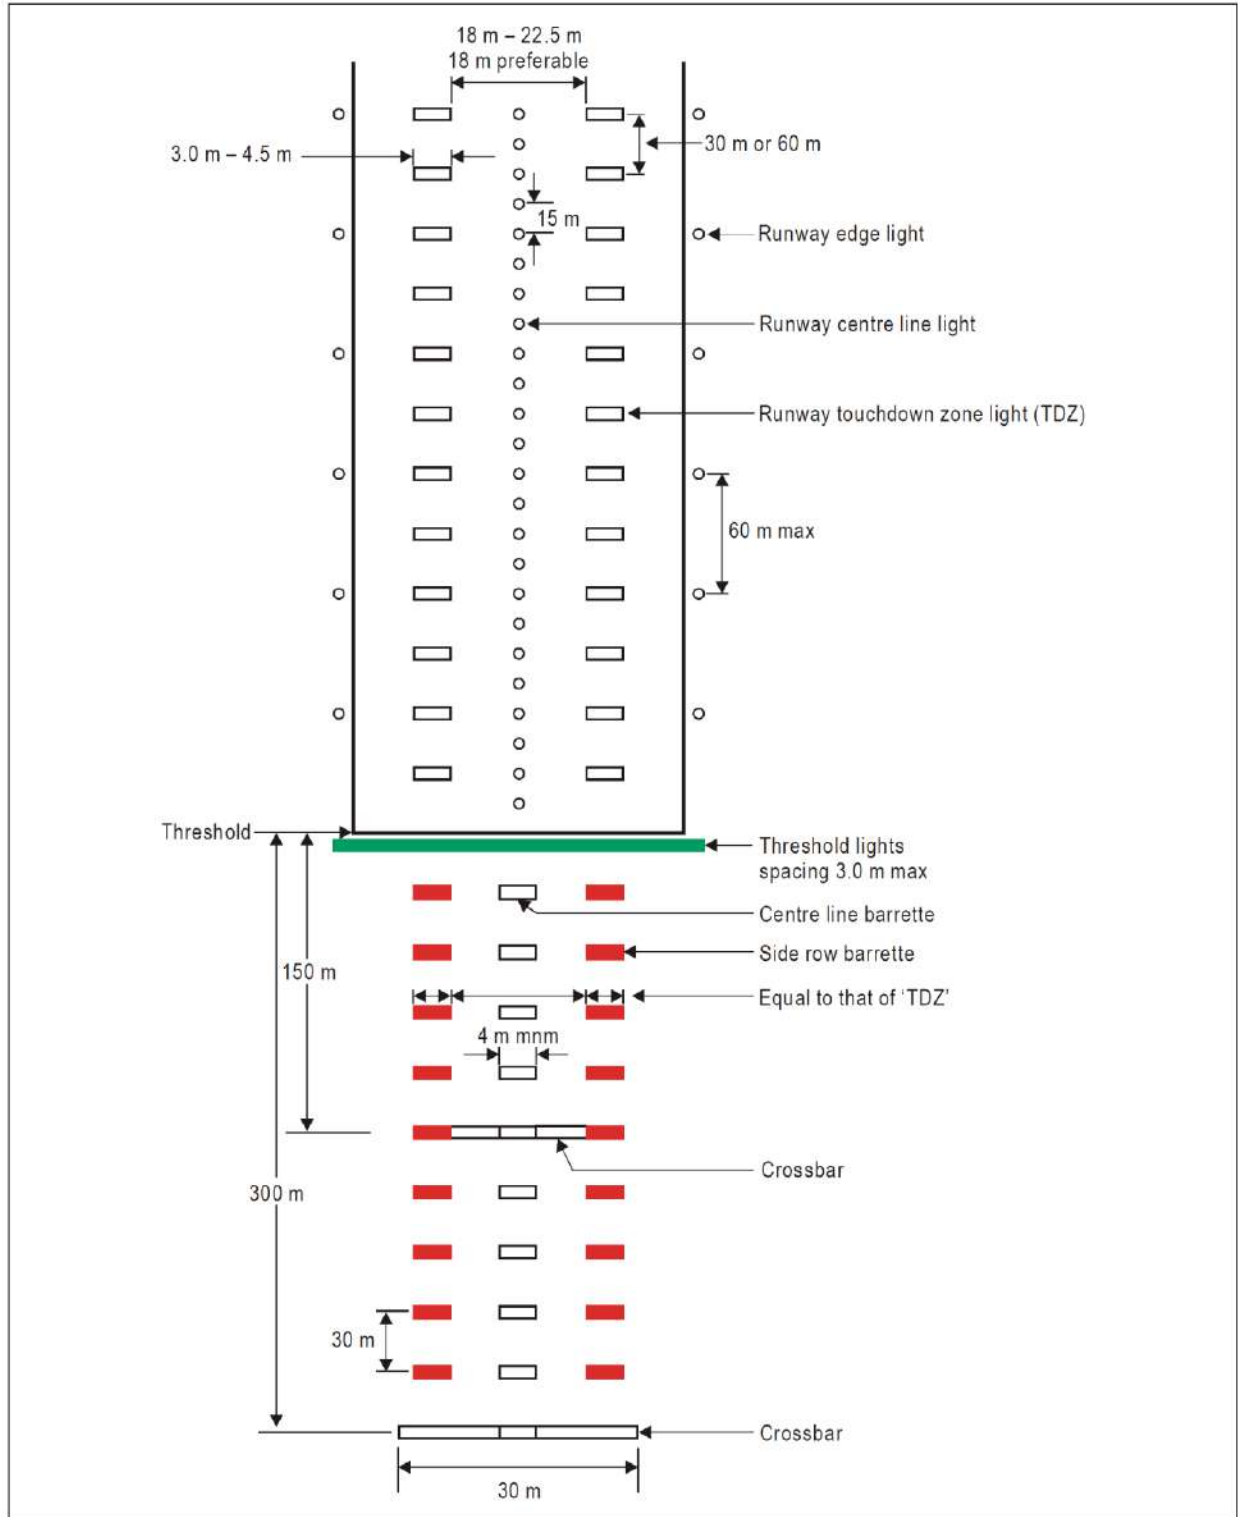 18 m – 22.5 m
18 m preferable
3.0 m – 4.5 m
30 m or 60 m
15 m
Runway edge light
Runway centre line light
Runway touchdown zone light (TDZ)
60 m max
Threshold
Threshold lights
spacing 3.0 m max
Centre line barrette
Side row barrette
150 m
Equal to that of ‘TDZ’
4 m mnm
Crossbar
300 m
30 m
Crossbar
30 m